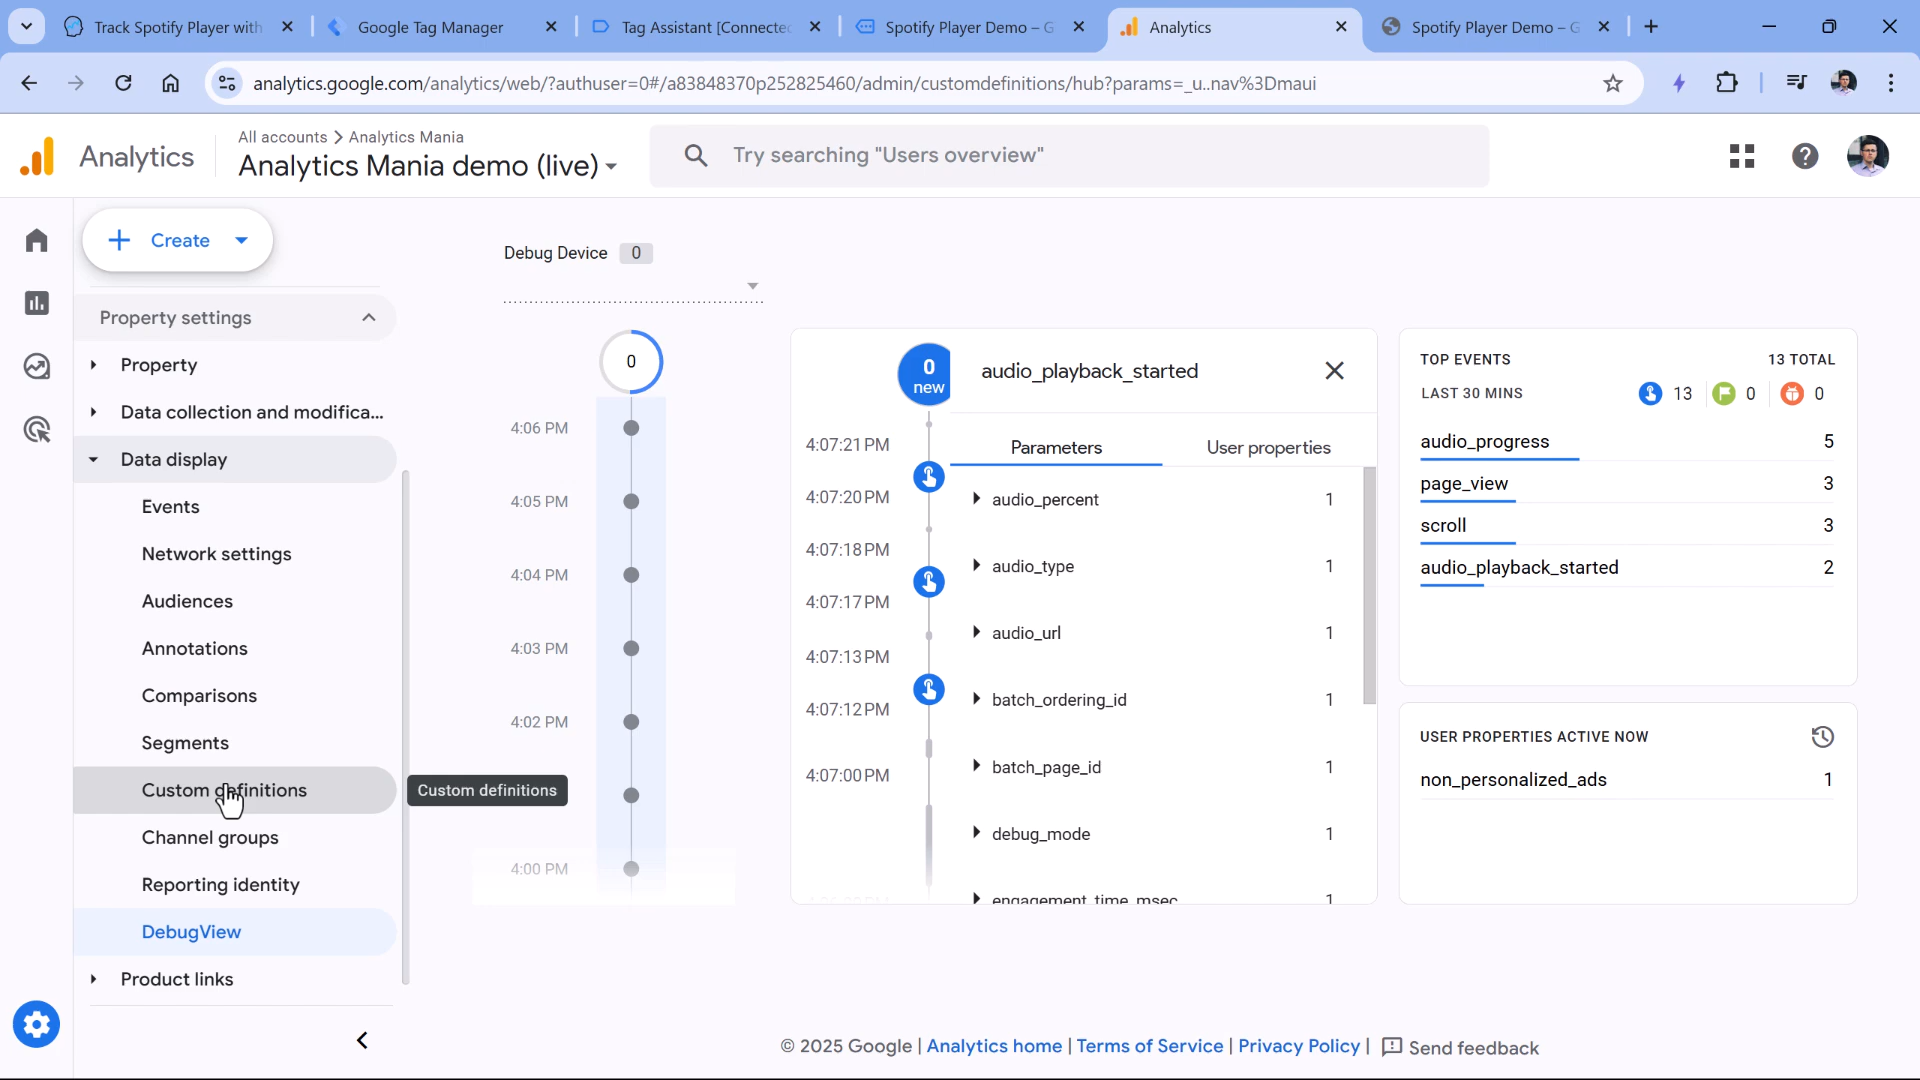 Track Spotify Player with
Google Tag Manager
Tag Assistant [Connected
Spotify Player Demo – G
Analytics
Spotify Player Demo – G
analytics.google.com/analytics/web/?authuser=0#/a83848370p252825460/admin/customdefinitions/hub?params=_u..nav%3Dmaui
Analytics
All accounts > Analytics Mania
Analytics Mania demo (live)
Try searching "Users overview"
Create
Property settings
Property
Data collection and modifica...
Data display
Events
Network settings
Audiences
Annotations
Comparisons
Segments
Custom definitions
Channel groups
Reporting identity
DebugView
Product links
Custom definitions
Debug Device 0
0
4:06 PM
4:05 PM
4:04 PM
4:03 PM
4:02 PM
4:00 PM
0
new
audio_playback_started
Parameters
User properties
4:07:21 PM
4:07:20 PM
4:07:18 PM
4:07:17 PM
4:07:13 PM
4:07:12 PM
4:07:00 PM
audio_percent 1
audio_type 1
audio_url 1
batch_ordering_id 1
batch_page_id 1
debug_mode 1
engagement_time_msec 1
TOP EVENTS 13 TOTAL
LAST 30 MINS 13 0 0
audio_progress 5
page_view 3
scroll 3
audio_playback_started 2
USER PROPERTIES ACTIVE NOW
non_personalized_ads 1
© 2025 Google | Analytics home | Terms of Service | Privacy Policy | Send feedback